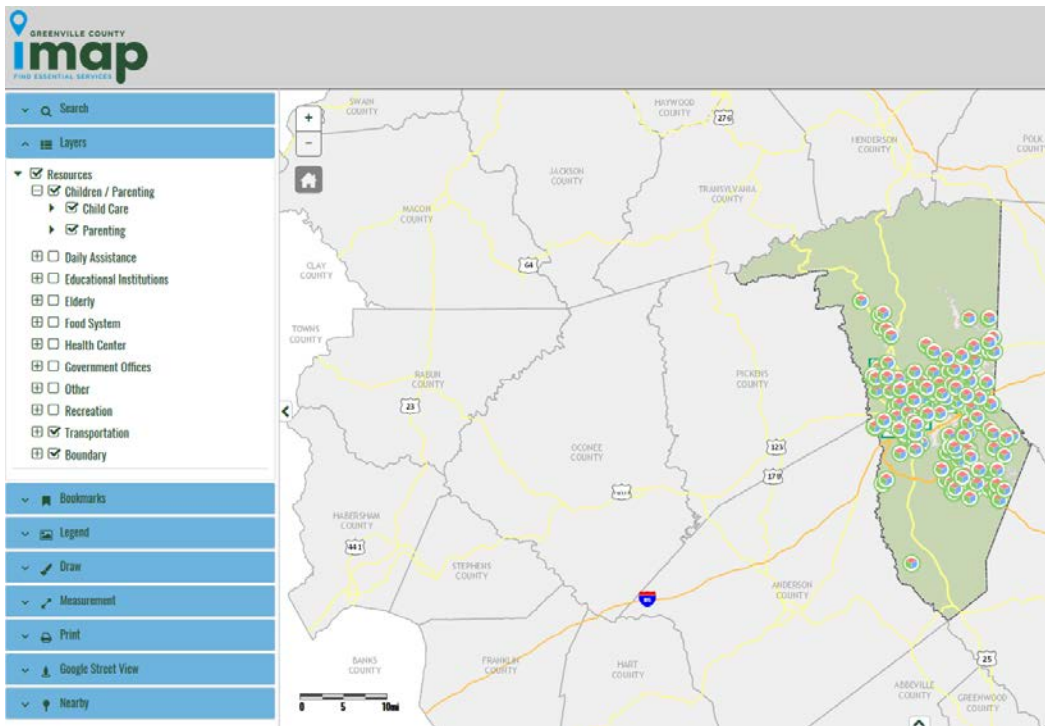 GREENVILLE COUNTY
imap
FIND ESSENTIAL SERVICES
Search
Layers
Resources
Children / Parenting
Child Care
Parenting
Daily Assistance
Educational Institutions
Elderly
Food System
Health Center
Government Offices
Other
Recreation
Transportation
Boundary
Bookmarks
Legend
Draw
Measurement
Print
Google Street View
Nearby
+
−
SWAIN
COUNTY
HAYWOOD
COUNTY
276
HENDERSON
COUNTY
POLK
COUNT
JACKSON
COUNTY
TRANSYLVANIA
COUNTY
MACON
COUNTY
CLAY
COUNTY
64
TOWNS
COUNTY
RABUN
COUNTY
23
PICKENS
COUNTY
OCONEE
COUNTY
123
178
HABERSHAM
COUNTY
441
STEPHENS
COUNTY
85
ANDERSON
COUNTY
BANKS
COUNTY
FRANKLIN
COUNTY
HART
COUNTY
25
ABBEVILLE
COUNTY
GREENWOOD
COUNTY
0 5 10mi